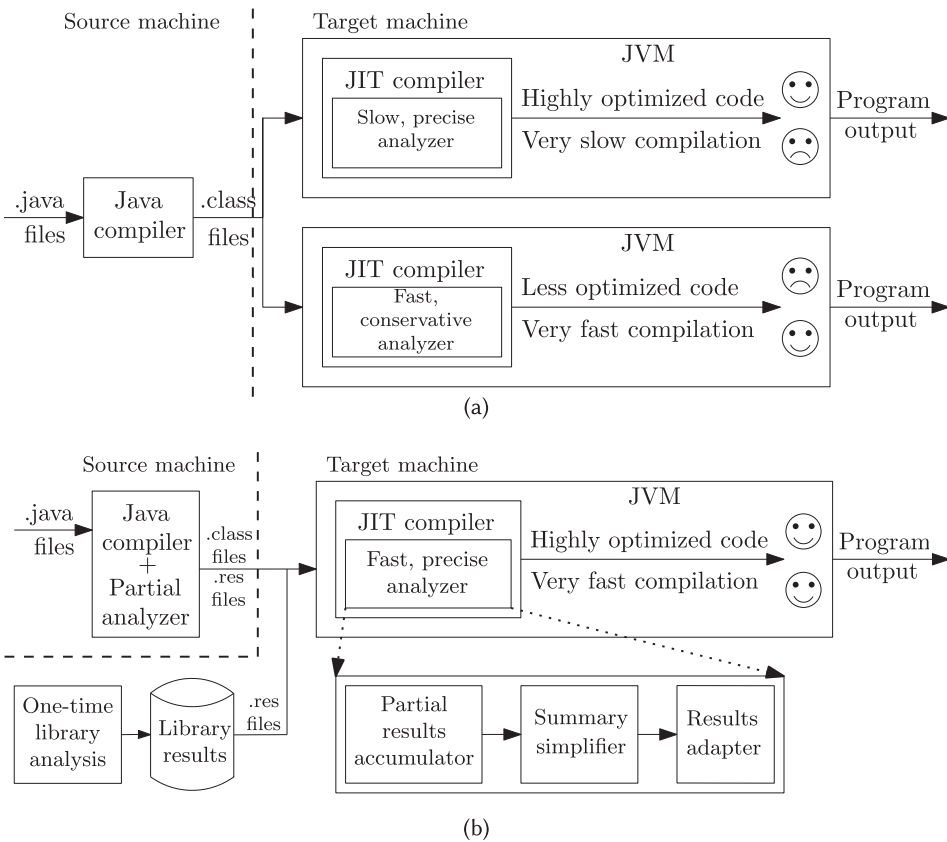 Source machine
Target machine
JVM
JIT compiler
Slow, precise
analyzer
Highly optimized code
Very slow compilation
Program
output
.java
files
Java
compiler
.class
files
JVM
JIT compiler
Fast,
conservative
analyzer
Less optimized code
Very fast compilation
Program
output
(a)
Source machine
Target machine
.java
files
Java
compiler
+
Partial
analyzer
.class
files
.res
files
JVM
JIT compiler
Fast, precise
analyzer
Highly optimized code
Very fast compilation
Program
output
One-time
library
analysis
Library
results
.res
files
Partial
results
accumulator
Summary
simplifier
Results
adapter
(b)